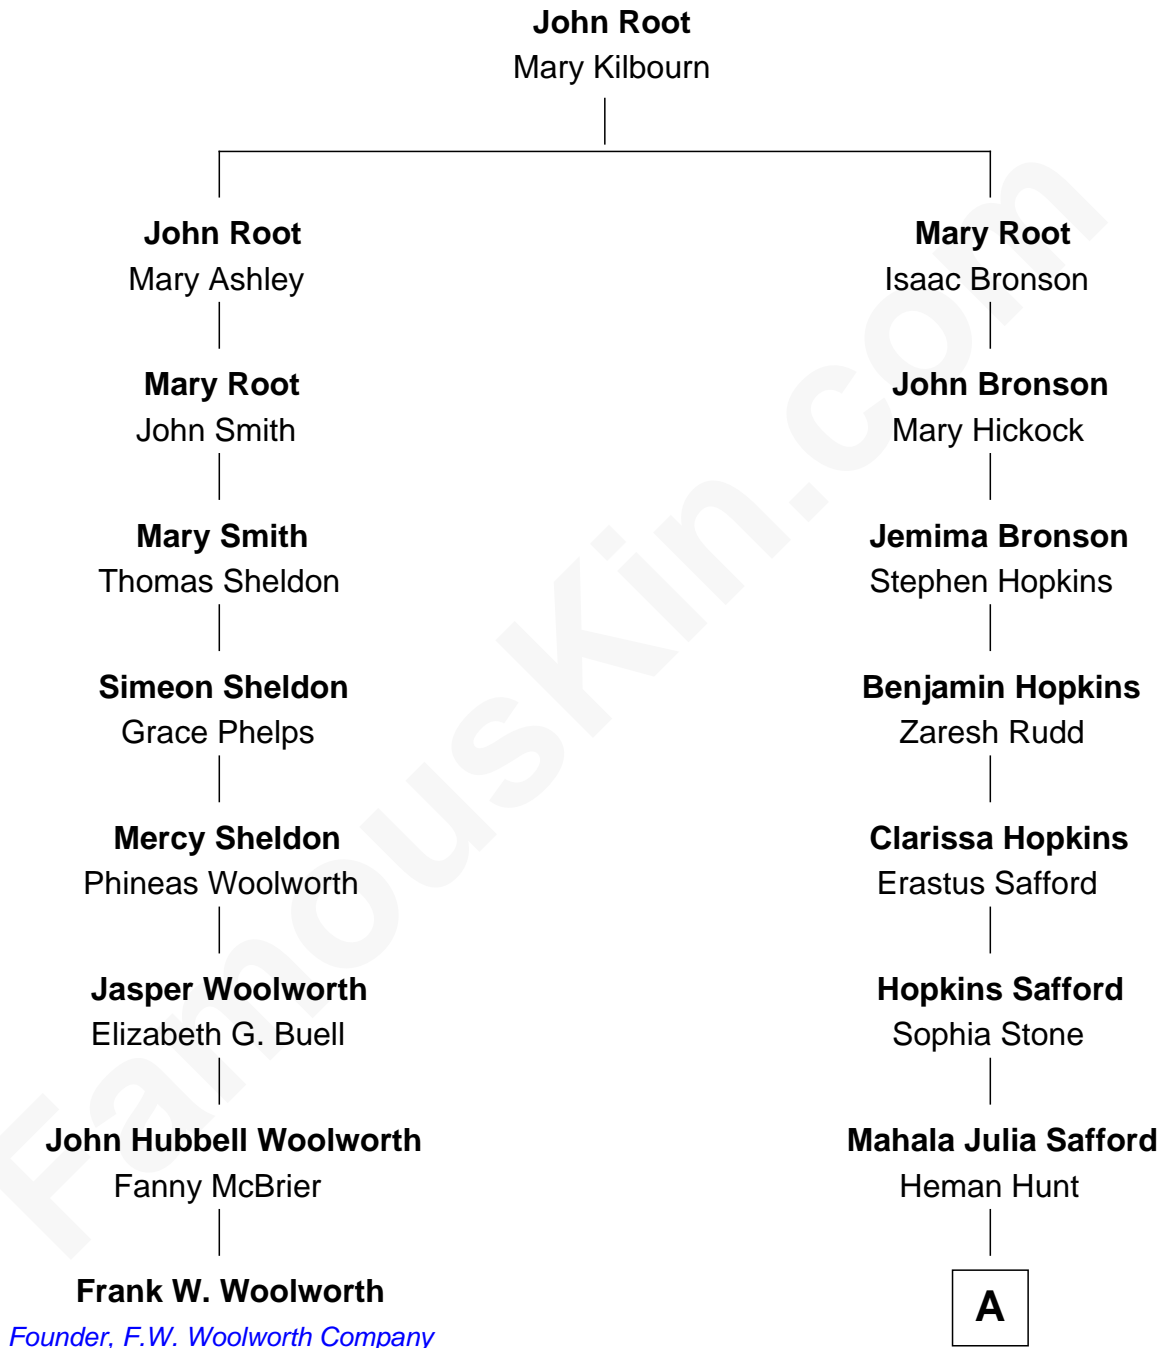 John Root
Mary Kilbourn
John Root
Mary Ashley
Mary Root
Isaac Bronson
Mary Root
John Smith
John Bronson
Mary Hickock
Mary Smith
Thomas Sheldon
Jemima Bronson
Stephen Hopkins
Simeon Sheldon
Grace Phelps
Benjamin Hopkins
Zaresh Rudd
Mercy Sheldon
Phineas Woolworth
Clarissa Hopkins
Erastus Safford
Jasper Woolworth
Elizabeth G. Buell
Hopkins Safford
Sophia Stone
John Hubbell Woolworth
Fanny McBrier
Mahala Julia Safford
Heman Hunt
Frank W. Woolworth
Founder, F.W. Woolworth Company
A
FamousKin.com